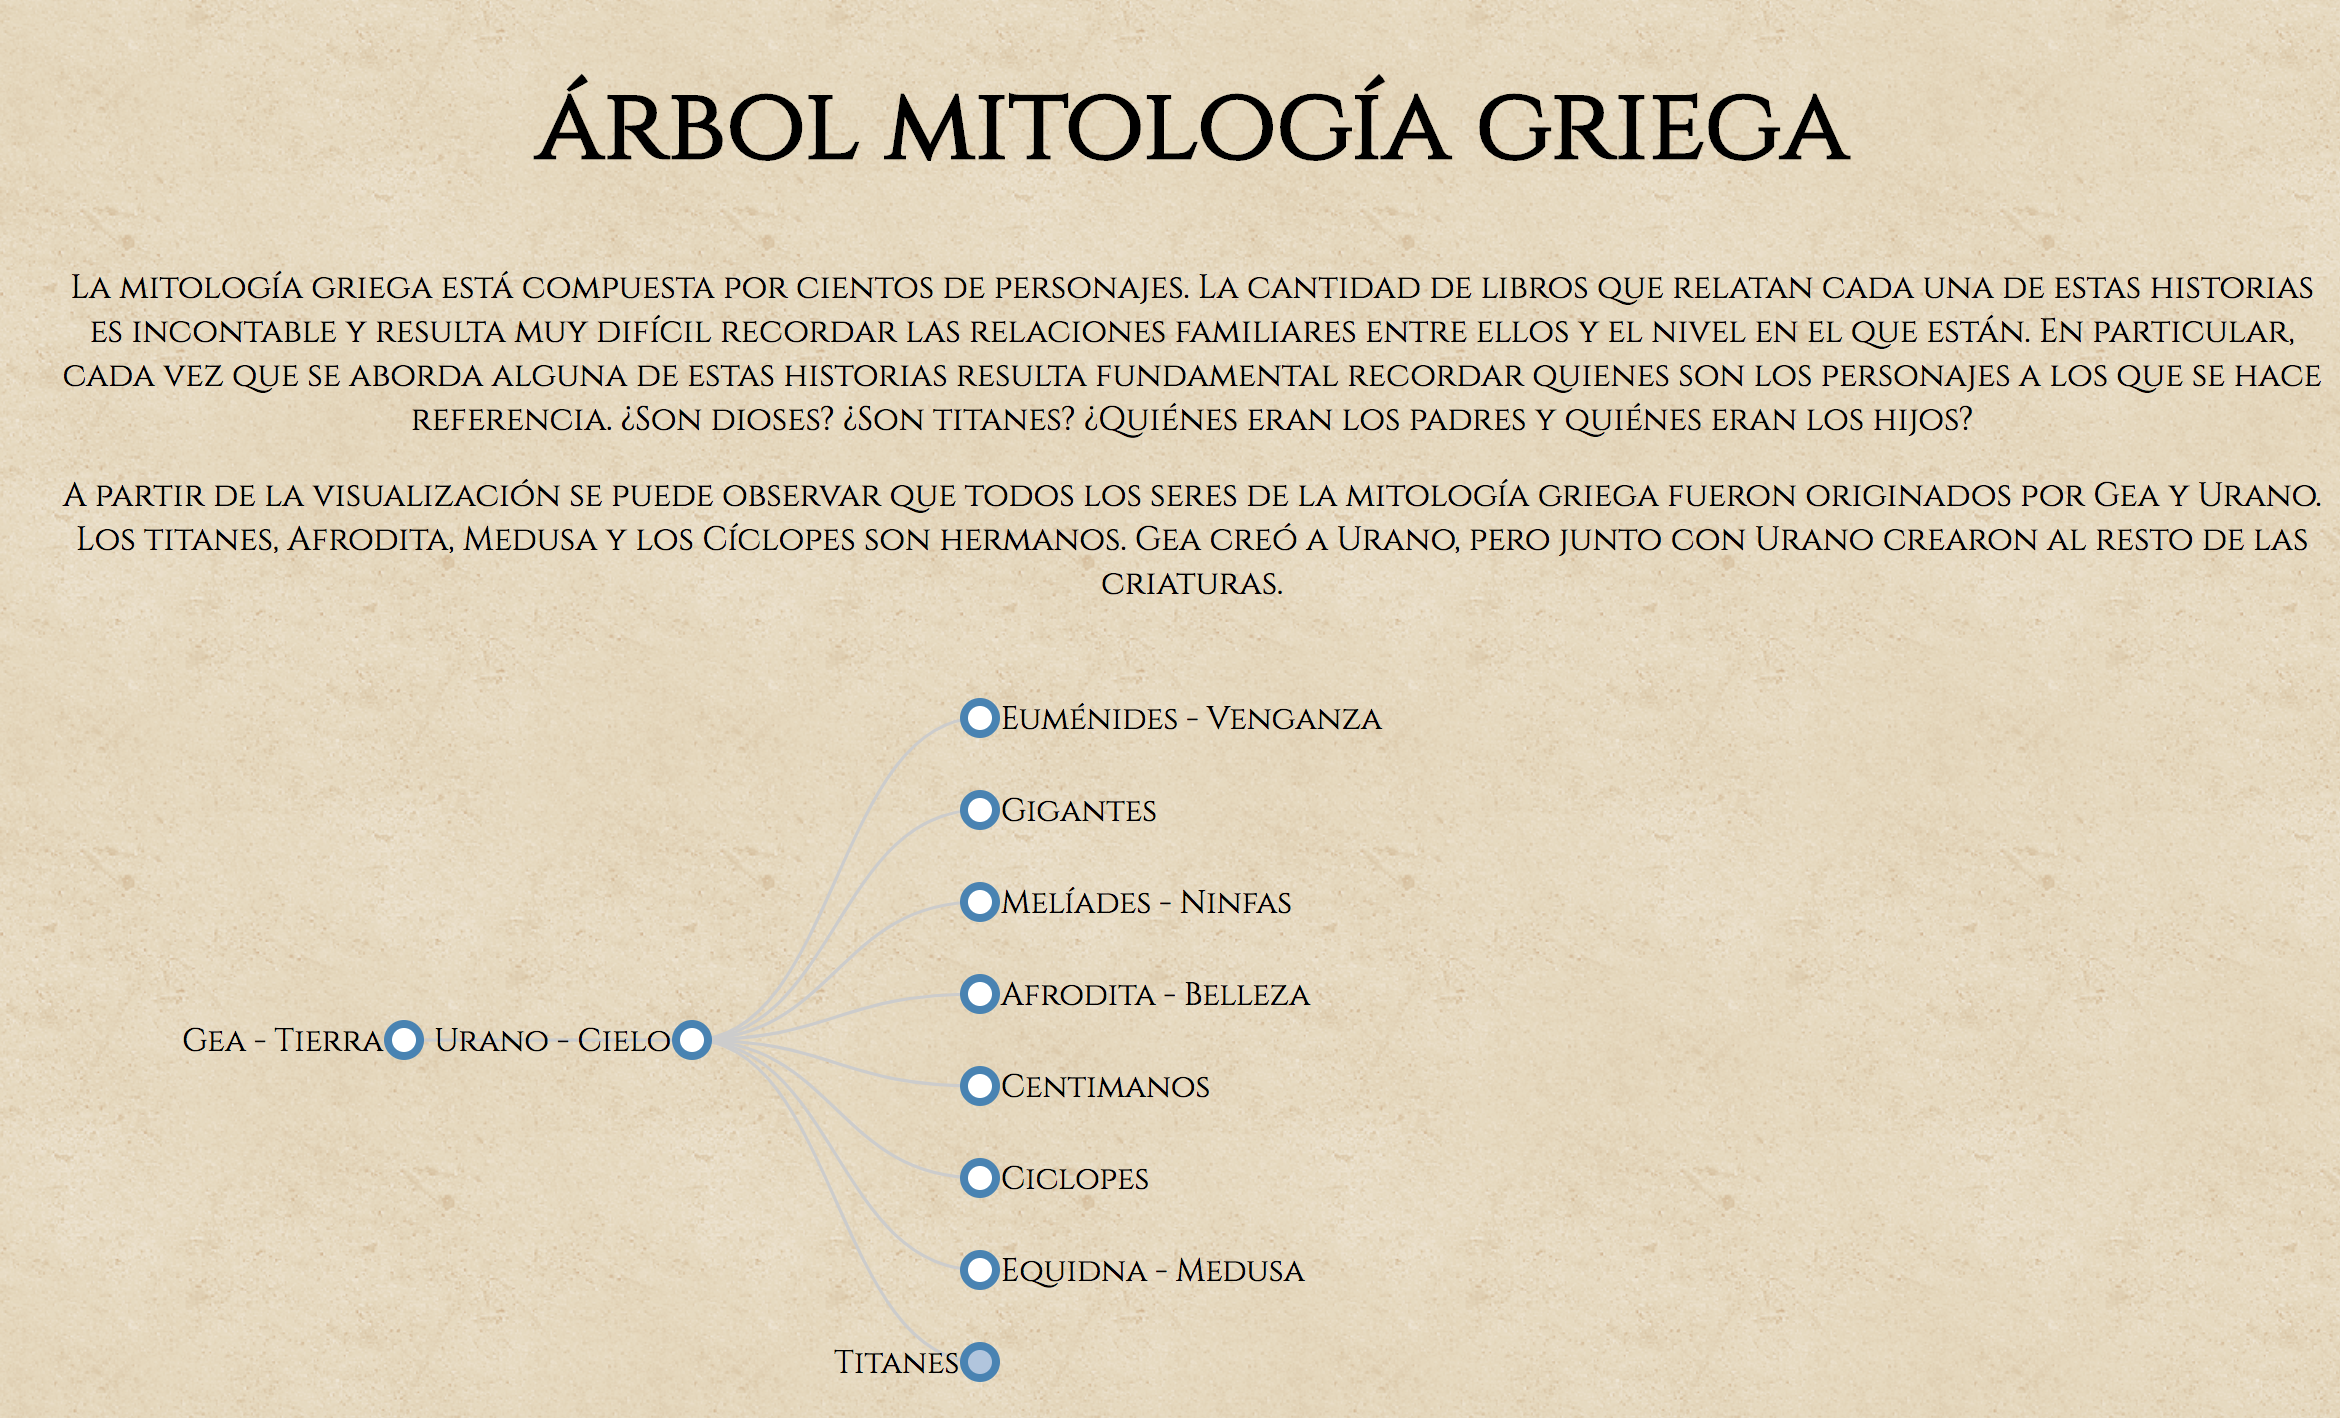 Árbol mitología griega
La mitología griega está compuesta por cientos de personajes. La cantidad de libros que relatan cada una de estas historias
es incontable y resulta muy difícil recordar las relaciones familiares entre ellos y el nivel en el que están. En particular,
cada vez que se aborda alguna de estas historias resulta fundamental recordar quienes son los personajes a los que se hace
referencia. ¿Son dioses? ¿Son titanes? ¿Quiénes eran los padres y quiénes eran los hijos?
A partir de la visualización se puede observar que todos los seres de la mitología griega fueron originados por Gea y Urano.
Los titanes, Afrodita, Medusa y los Cíclopes son hermanos. Gea creó a Urano, pero junto con Urano crearon al resto de las
criaturas.
Euménides - Venganza
Gigantes
Melíades - Ninfas
Afrodita - Belleza
Gea - Tierra Urano - Cielo
Centimanos
Ciclopes
Equidna - Medusa
Titanes